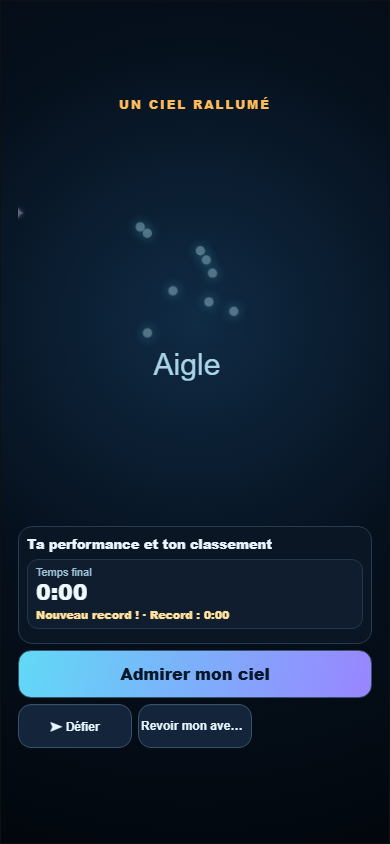 UN CIEL RALLUMÉ
Aigle
Ta performance et ton classement
Temps final
0:00
Nouveau record ! · Record : 0:00
Admirer mon ciel
➤ Défier
Revoir mon ave…